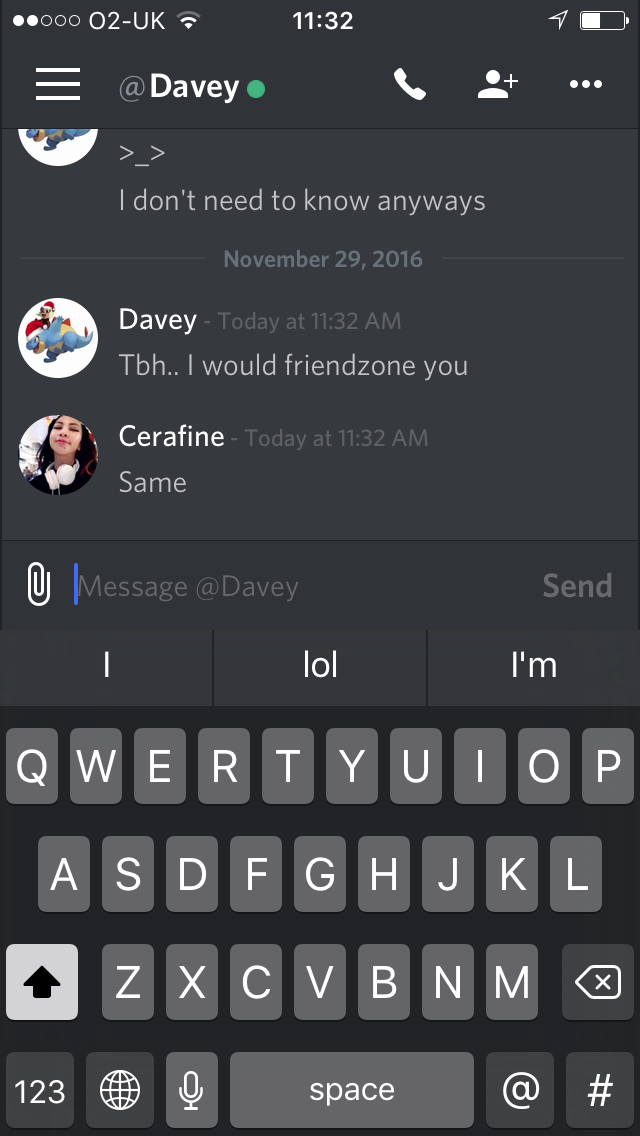 O2-UK 11:32
@Davey
>_>
I don't need to know anyways
November 29, 2016
Davey - Today at 11:32 AM
Tbh.. I would friendzone you
Cerafine - Today at 11:32 AM
Same
Message @Davey Send
I lol I'm
Q W E R T Y U I O P
A S D F G H J K L
Z X C V B N M
123 space @ #